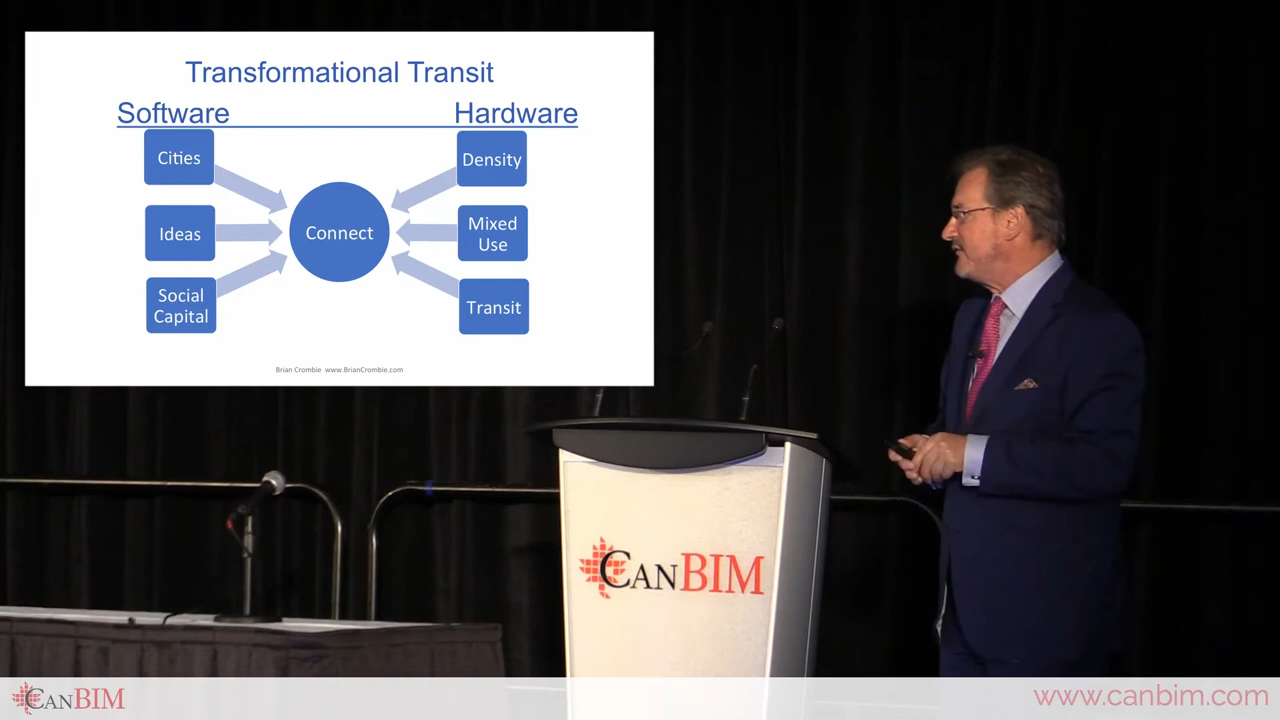 Transformational Transit
Software Hardware
Cities
Density
Ideas
Connect
Mixed
Use
Social
Capital
Transit
Brian Crombie www.BrianCrombie.com
CANBIM
CANBIM
www.canbim.com